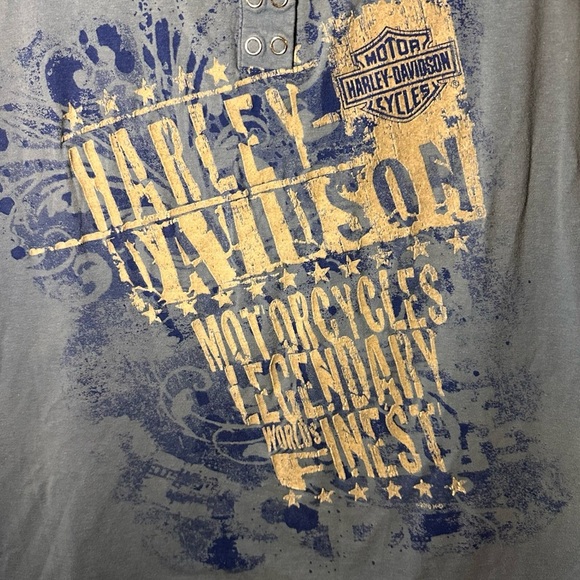 MOTOR
HARLEY-DAVIDSON
CYCLES
HARLEY-
DAVIDSON
MOTORCYCLES
LEGENDARY
WORLD'S
FINEST